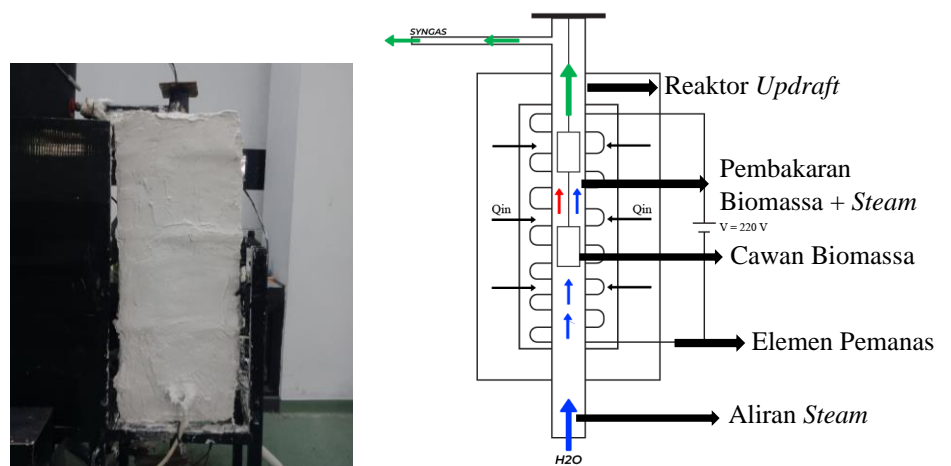 SYNGAS
Reaktor Updraft
Pembakaran
Biomassa + Steam
Qin
Qin
V = 220 V
Cawan Biomassa
Elemen Pemanas
Aliran Steam
H2O